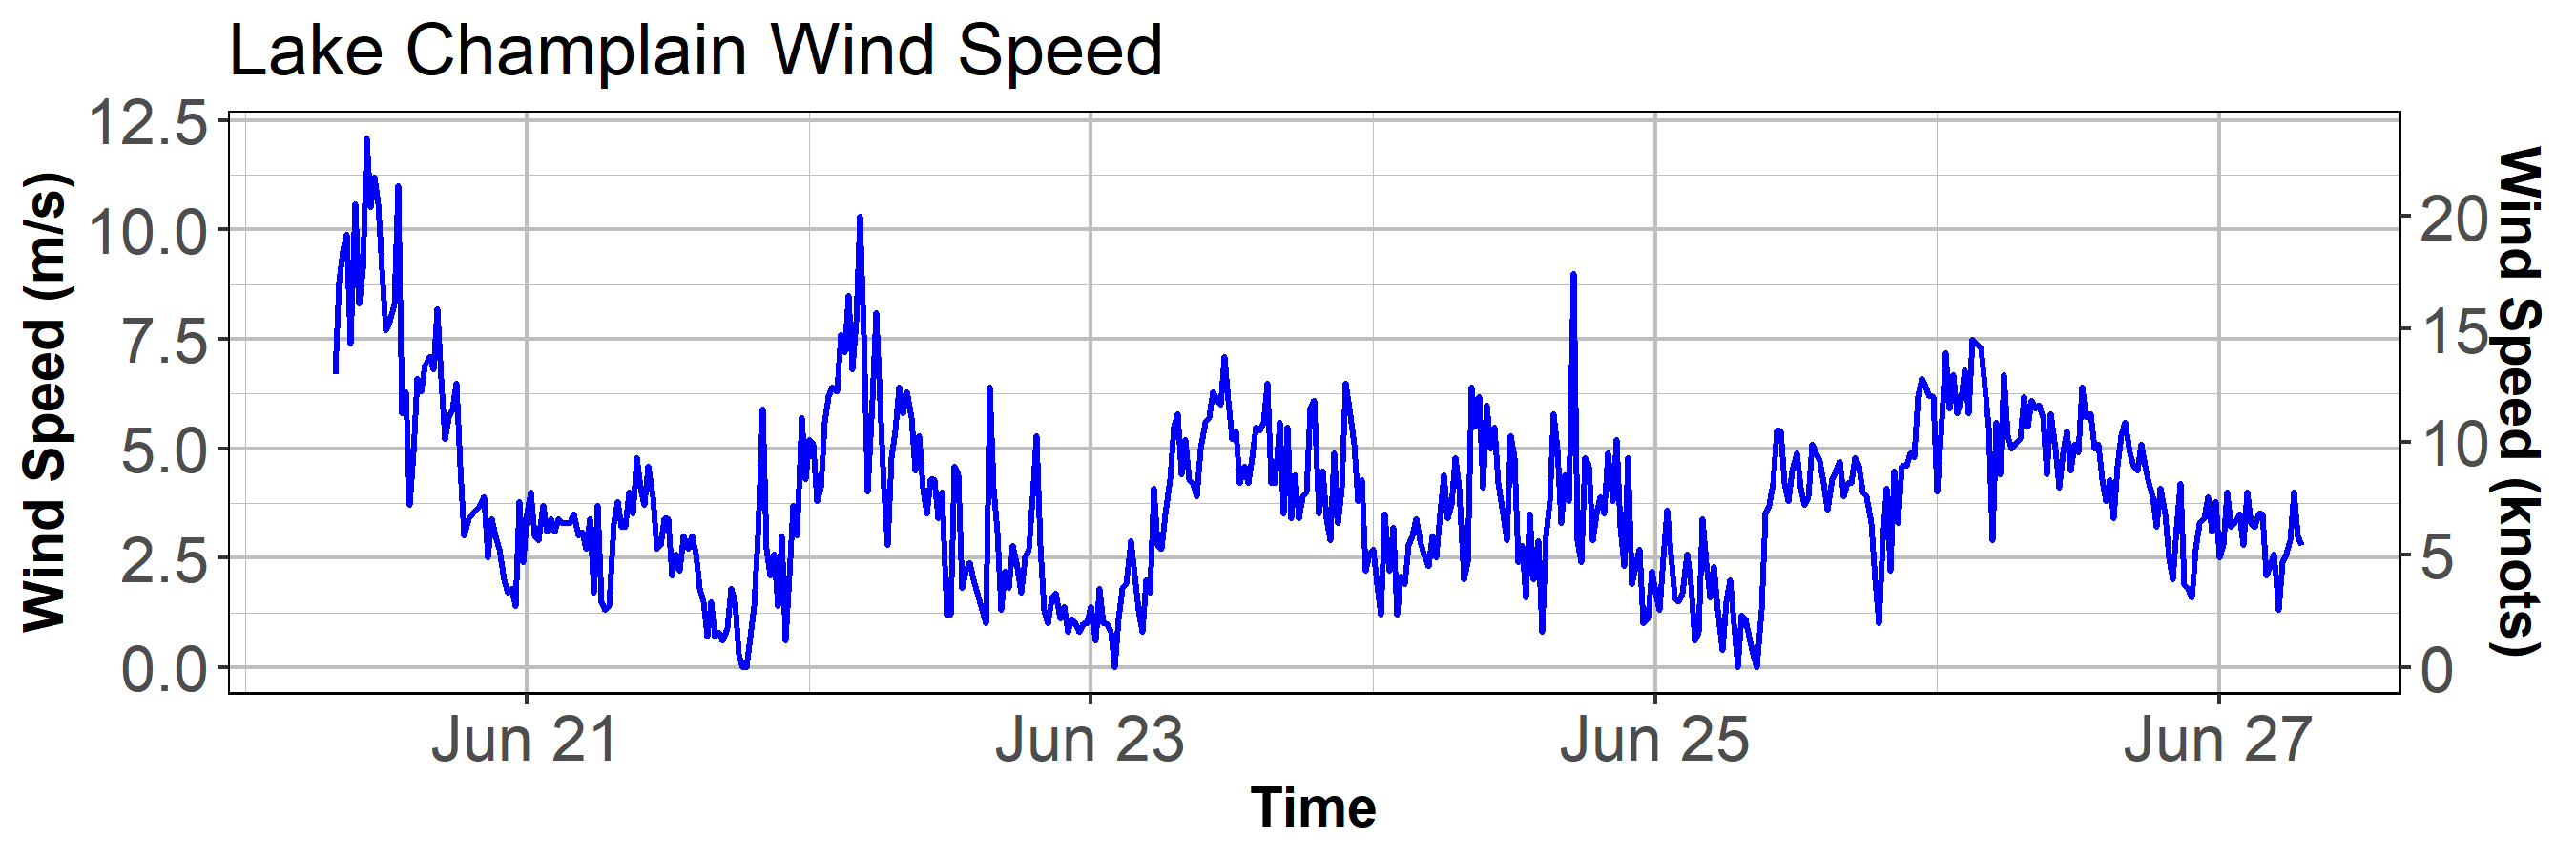 Lake Champlain Wind Speed
Wind Speed (m/s)
12.5
10.0
7.5
5.0
2.5
0.0
20
15
10
5
0
Wind Speed (knots)
Jun 21
Jun 23
Jun 25
Jun 27
Time